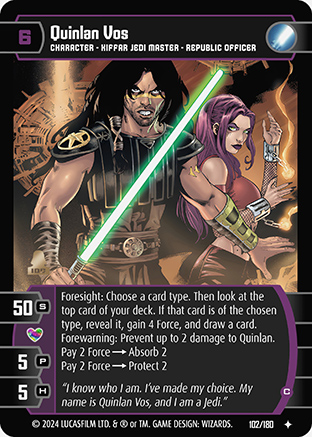 6 Quinlan Vos
CHARACTER - KIFFAR JEDI MASTER - REPUBLIC OFFICER
50 S
5 P
5 H
Foresight: Choose a card type. Then look at the
top card of your deck. If that card is of the chosen
type, reveal it, gain 4 Force, and draw a card.
Forewarning: Prevent up to 2 damage to Quinlan.
Pay 2 Force → Absorb 2
Pay 2 Force → Protect 2
“I know who I am. I’ve made my choice. My
name is Quinlan Vos, and I am a Jedi.”
C
© 2024 LUCASFILM LTD. & ® or TM. GAME DESIGN: WIZARDS. 102/180